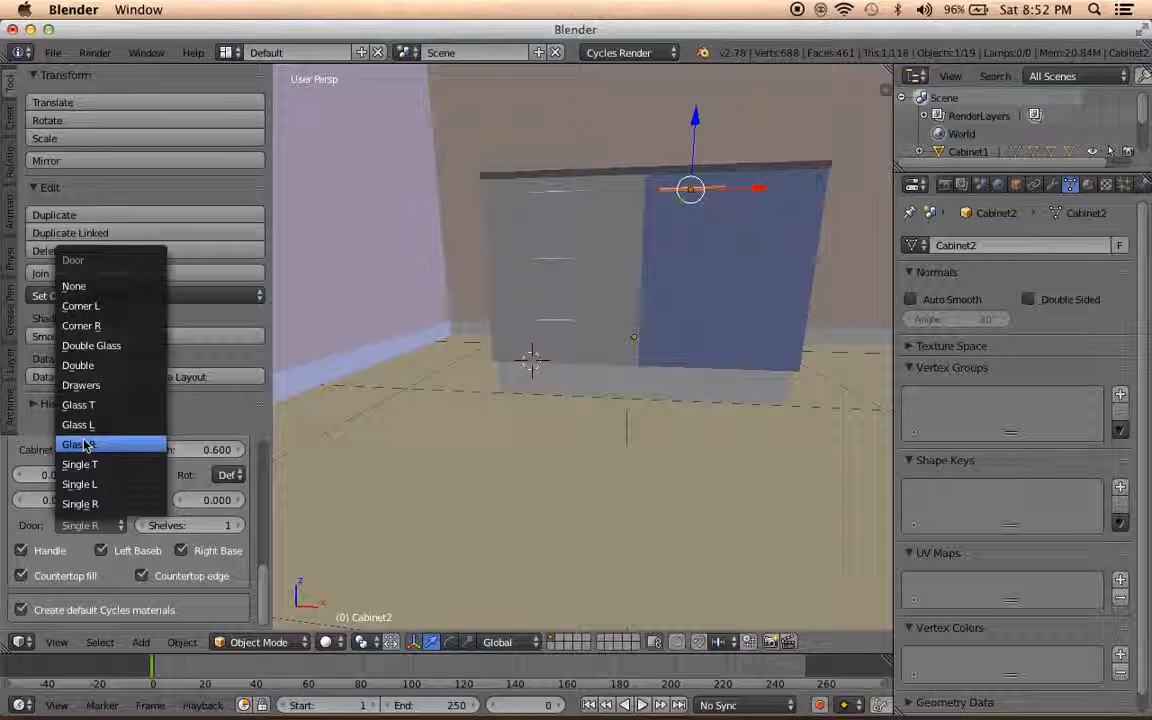 Blender Window 96% Sat 8:52 PM
Blender
File Render Window Help Default Scene Cycles Render v2.78 | Verts:688 | Faces:461 | Tris:1,118 | Objects:1/19 | Lamps:0/0 | Mem:20.84M | Cabinet2
Transform
Translate
Rotate
Scale
Mirror
Edit
Duplicate
Duplicate Linked
Join
Door
None
Corner L
Corner R
Double Glass
Double
Drawers
Glass T
Glass L
Single T
Single L
Single R
Cabinet 0.600
Rot: Def
0.000
Door: Single R Shelves: 1
Handle Left Baseb Right Base
Countertop fill Countertop edge
Create default Cycles materials
User Persp
(0) Cabinet2
View Search All Scenes
Scene
RenderLayers
World
Cabinet1
Cabinet2 Cabinet2
Cabinet2 F
Normals
Auto Smooth Double Sided
Angle: 30°
Texture Space
Vertex Groups
Shape Keys
UV Maps
Vertex Colors
Geometry Data
View Select Add Object Object Mode Global
-40 -20 0 20 40 60 80 100 120 140 160 180 200 220 240 260
View Marker Frame Playback Start: 1 End: 250 0 No Sync